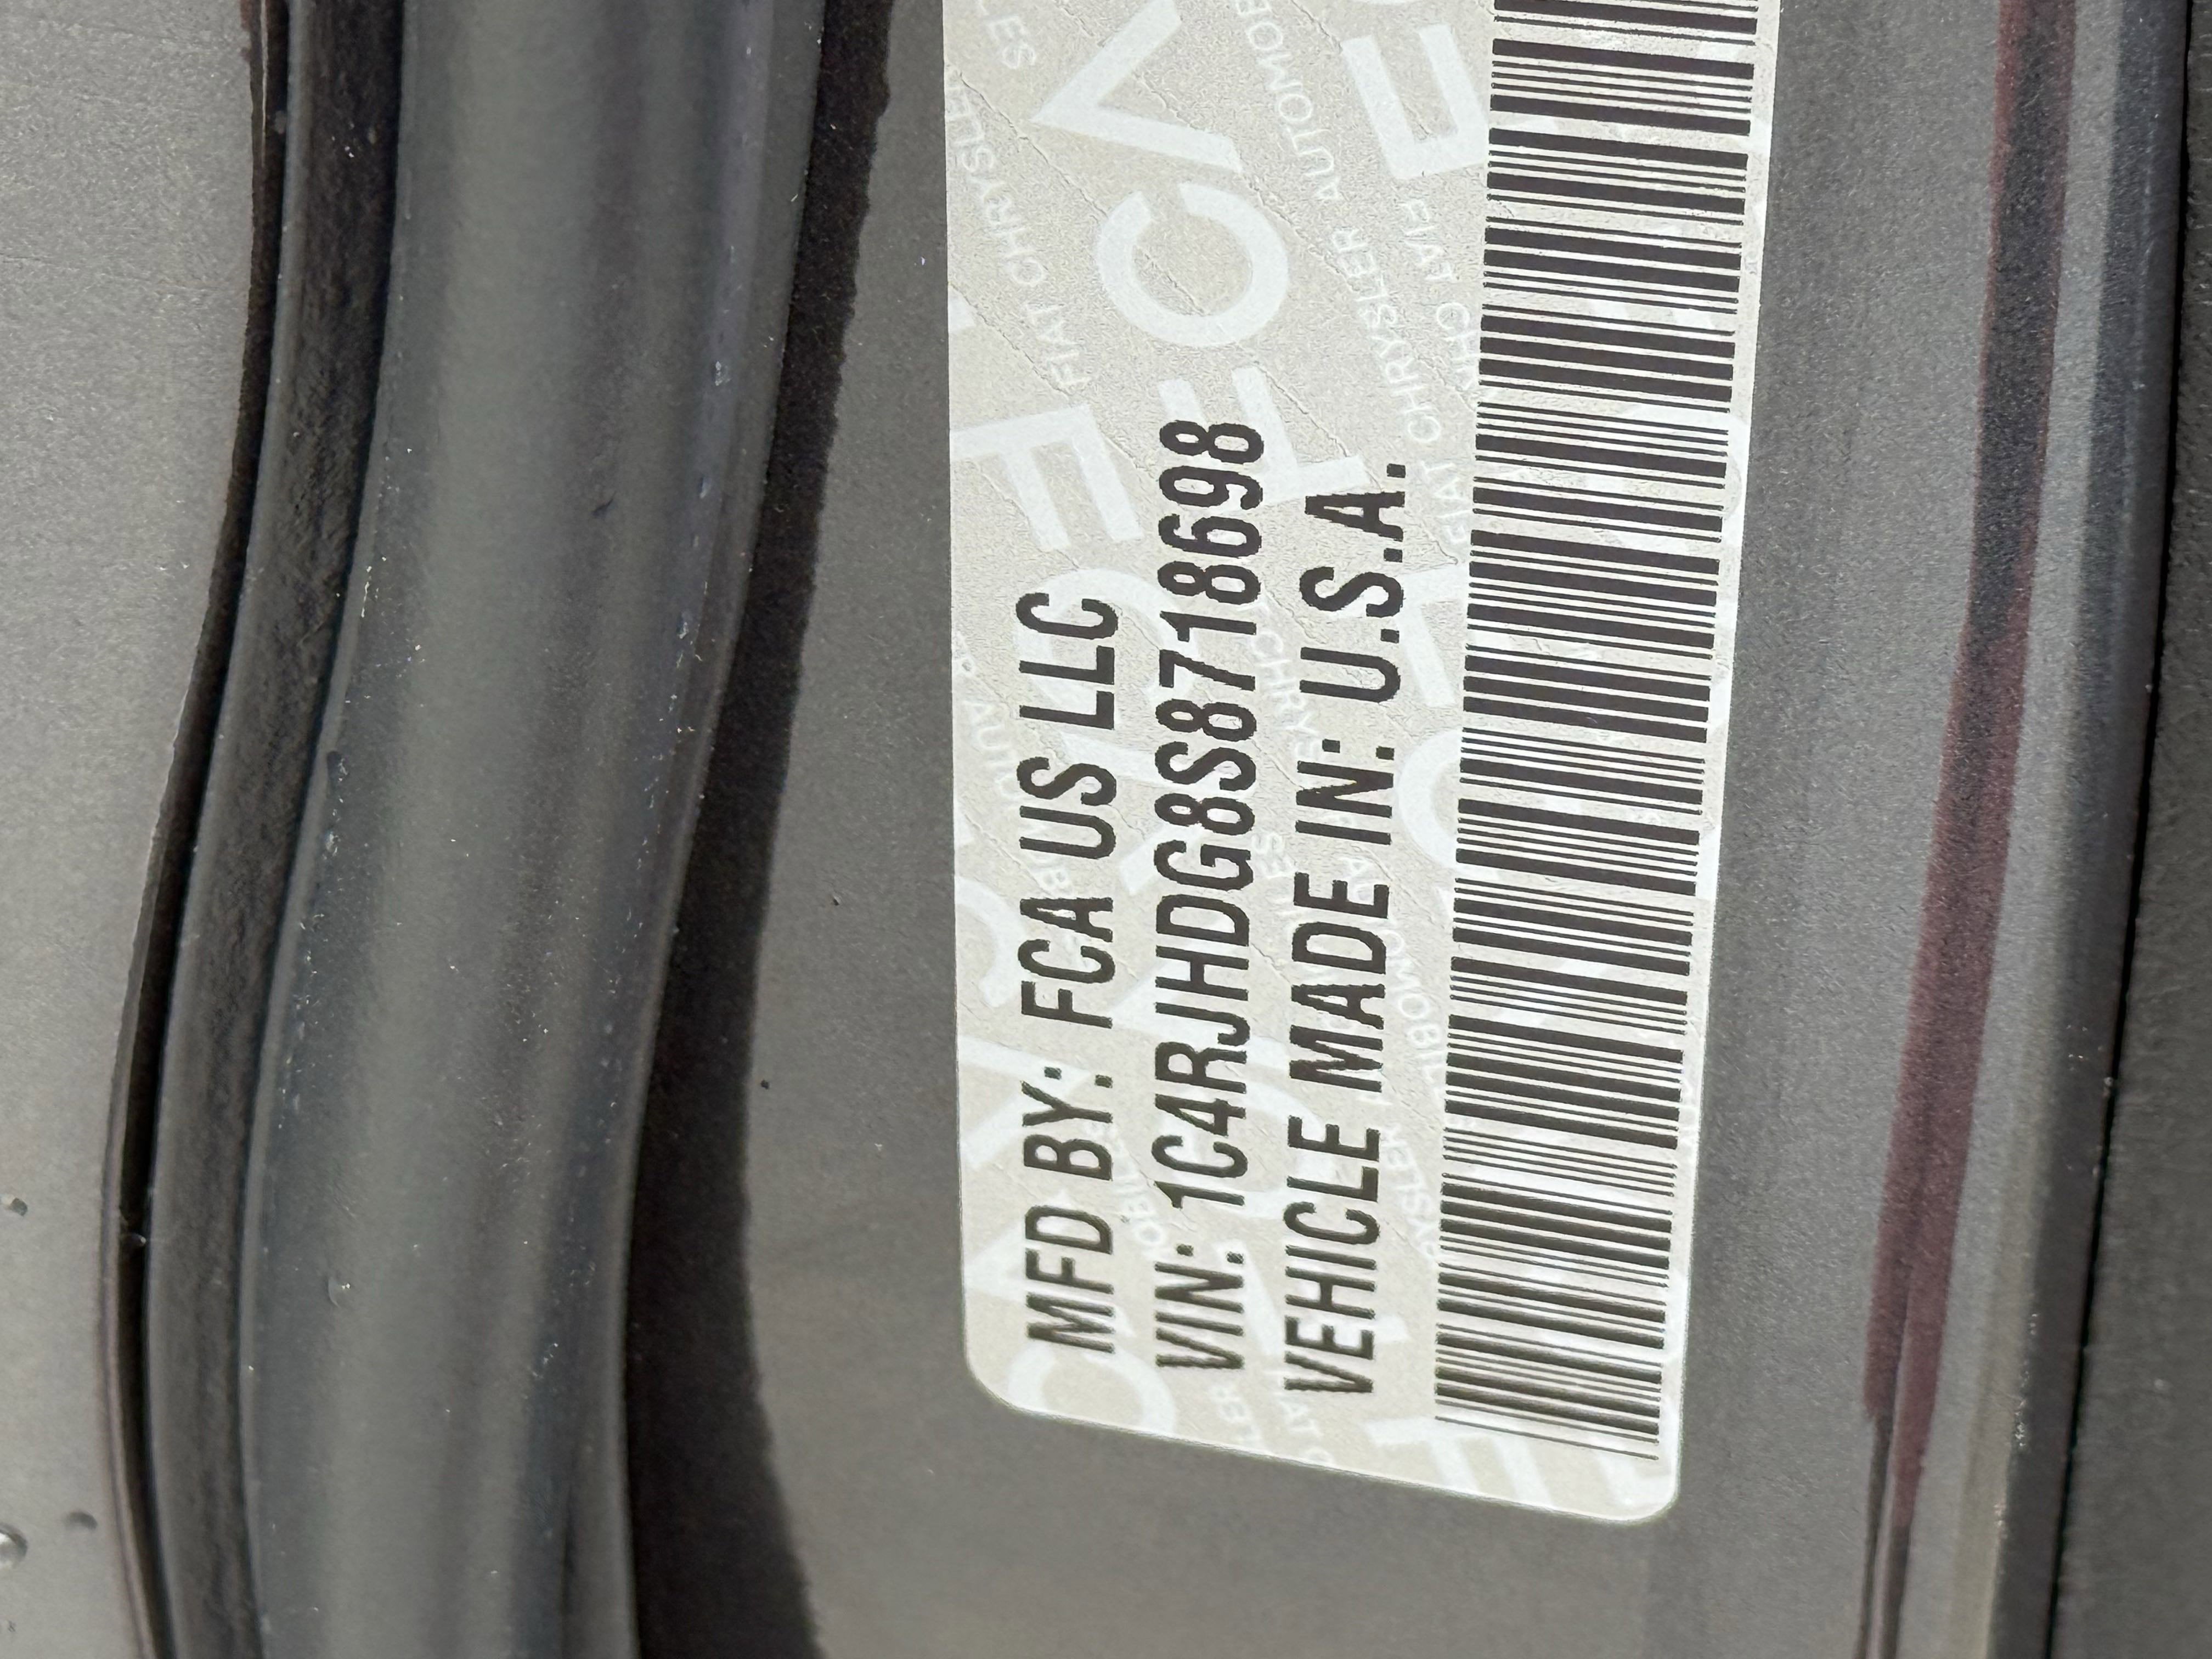 MFD BY: FCA US LLC
VIN: 1C4RJHDG8S8718698
VEHICLE MADE IN: U.S.A.